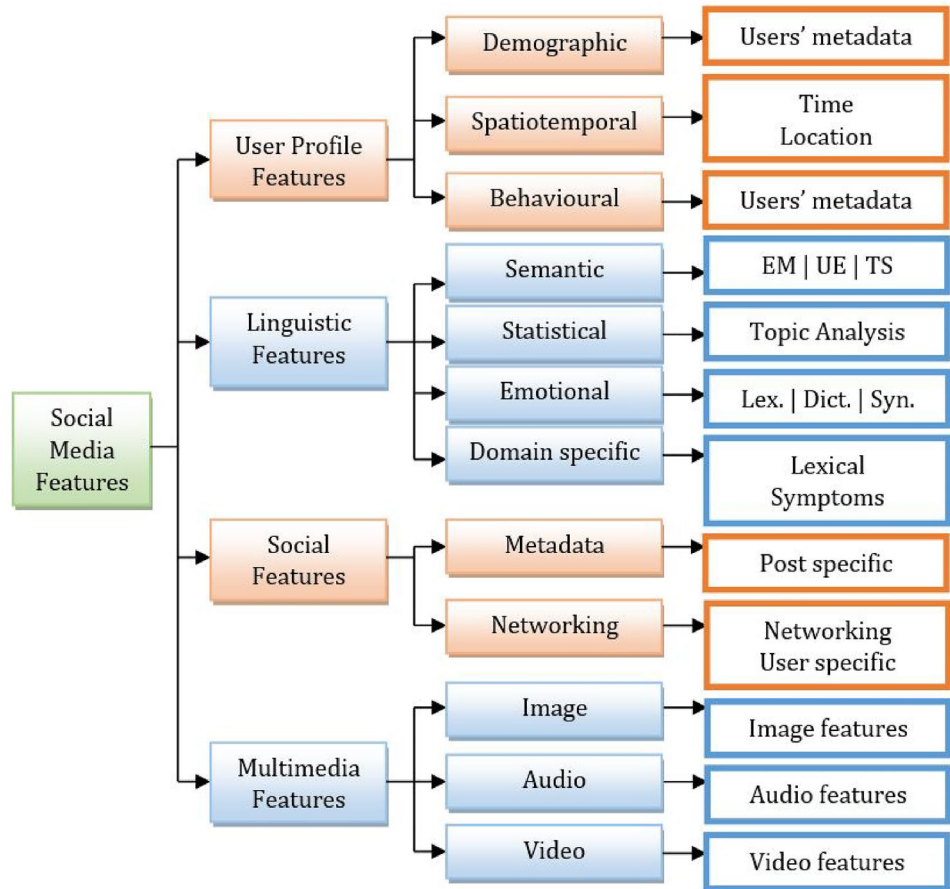 Demographic
Users' metadata
Spatiotemporal
Time
Location
User Profile
Features
Behavioural
Users' metadata
Semantic
EM | UE | TS
Linguistic
Features
Statistical
Topic Analysis
Emotional
Lex. | Dict. | Syn.
Social
Media
Features
Domain specific
Lexical
Symptoms
Social
Features
Metadata
Post specific
Networking
Networking
User specific
Image
Image features
Multimedia
Features
Audio
Audio features
Video
Video features